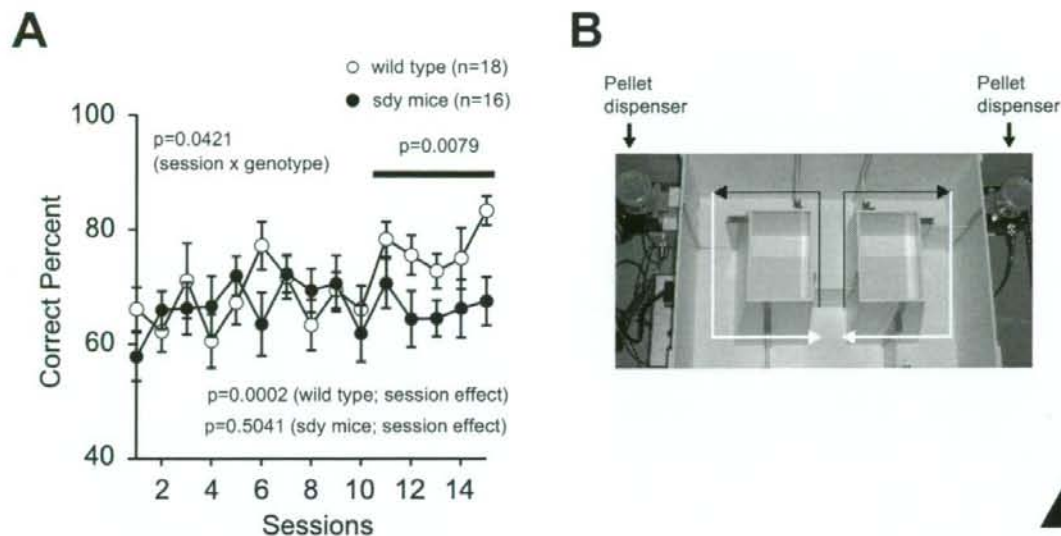 A
wild type (n=18)
sdy mice (n=16)
100
80
60
40
Correct Percent
p=0.0421
(session x genotype)
p=0.0079
p=0.0002 (wild type; session effect)
p=0.5041 (sdy mice; session effect)
2 4 6 8 10 12 14
Sessions
B
Pellet
dispenser
Pellet
dispenser